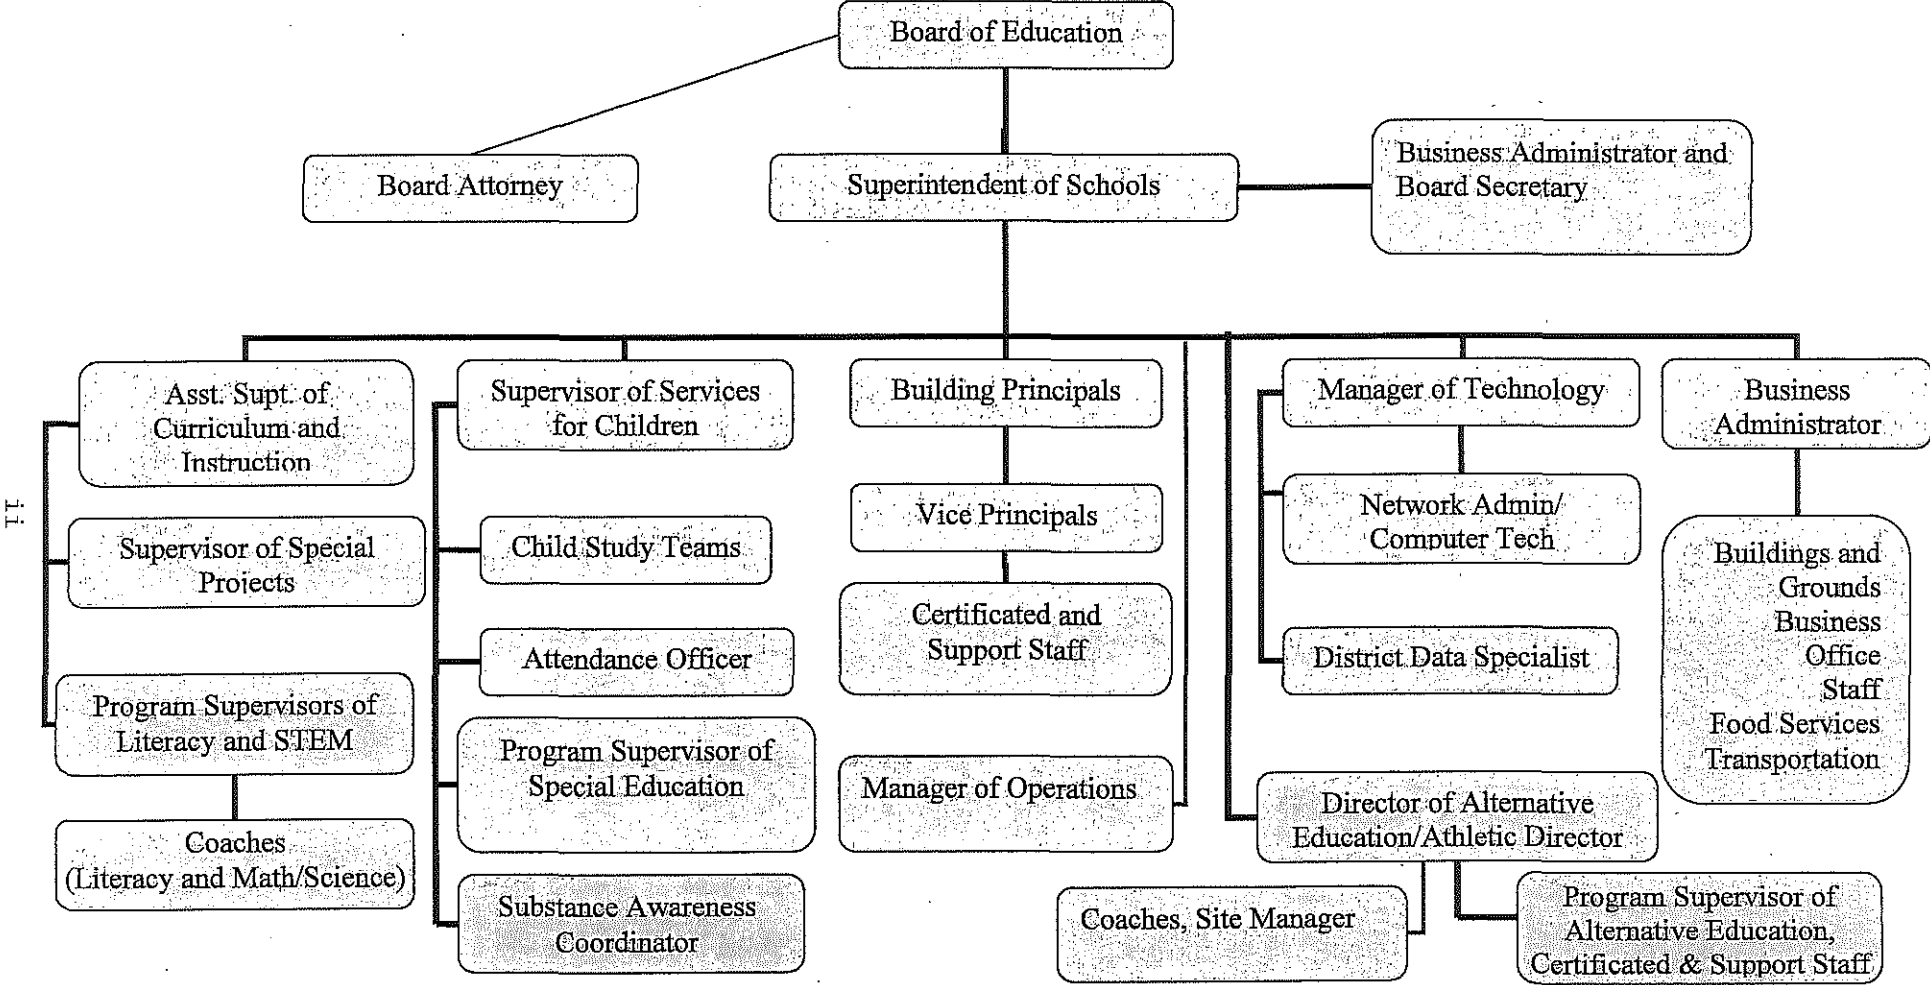 Board of Education
Board Attorney
Superintendent of Schools
Business Administrator and
Board Secretary
Asst. Supt. of
Curriculum and
Instruction
Supervisor of Special
Projects
Program Supervisors of
Literacy and STEM
Coaches
(Literacy and Math/Science)
Supervisor of Services
for Children
Child Study Teams
Attendance Officer
Program Supervisor of
Special Education
Substance Awareness
Coordinator
Building Principals
Vice Principals
Certificated and
Support Staff
Manager of Operations
Manager of Technology
Network Admin/
Computer Tech
District Data Specialist
Director of Alternative
Education/Athletic Director
Coaches, Site Manager
Program Supervisor of
Alternative Education,
Certificated & Support Staff
Business
Administrator
Buildings and
Grounds
Business
Office
Staff
Food Services
Transportation
ii